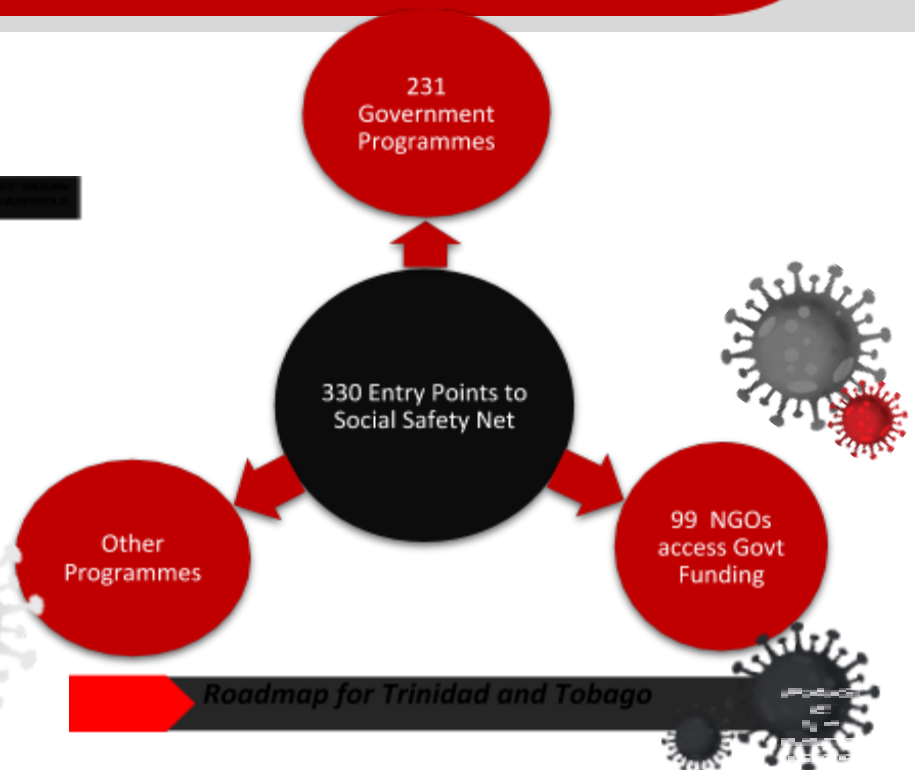 231
Government
Programmes
330 Entry Points to
Social Safety Net
Other
Programmes
99 NGOs
access Govt
Funding
Roadmap for Trinidad and Tobago